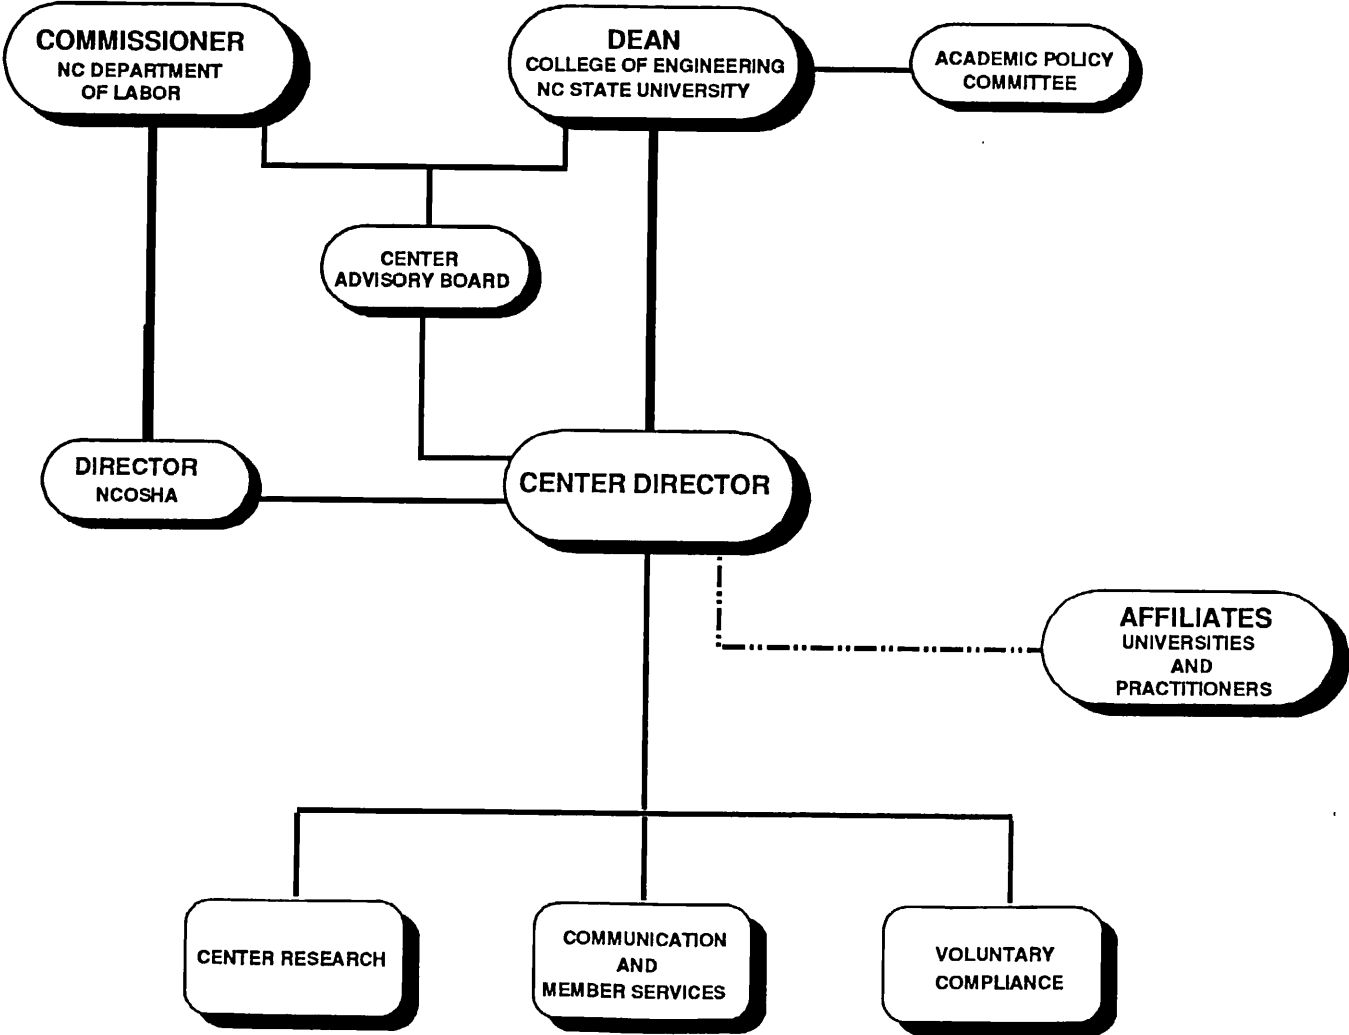 COMMISSIONER
NC DEPARTMENT
OF LABOR
DEAN
COLLEGE OF ENGINEERING
NC STATE UNIVERSITY
ACADEMIC POLICY
COMMITTEE
CENTER
ADVISORY BOARD
DIRECTOR
NCOSHA
CENTER DIRECTOR
AFFILIATES
UNIVERSITIES
AND
PRACTITIONERS
CENTER RESEARCH
COMMUNICATION
AND
MEMBER SERVICES
VOLUNTARY
COMPLIANCE